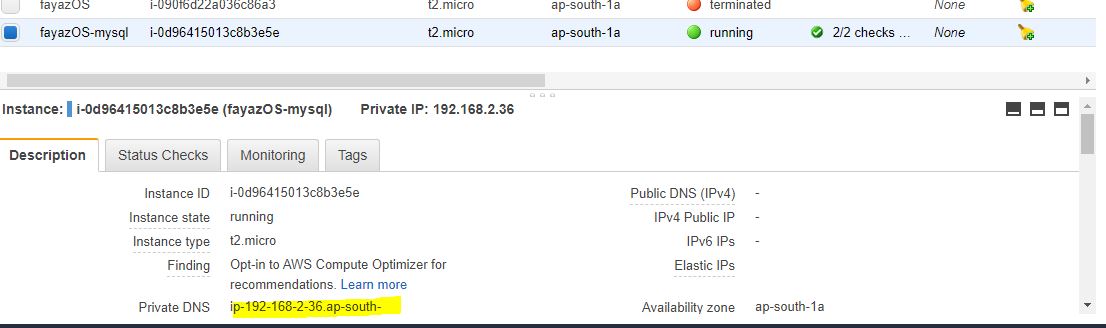 fayazOS i-090f6d22a036c86a3 t2.micro ap-south-1a terminated None
fayazOS-mysql i-0d96415013c8b3e5e t2.micro ap-south-1a running 2/2 checks ... None
Instance: i-0d96415013c8b3e5e (fayazOS-mysql) Private IP: 192.168.2.36
Description Status Checks Monitoring Tags
Instance ID i-0d96415013c8b3e5e Public DNS (IPv4) -
Instance state running IPv4 Public IP -
Instance type t2.micro IPv6 IPs -
Finding Opt-in to AWS Compute Optimizer for Elastic IPs
recommendations. Learn more
Private DNS ip-192-168-2-36.ap-south- Availability zone ap-south-1a